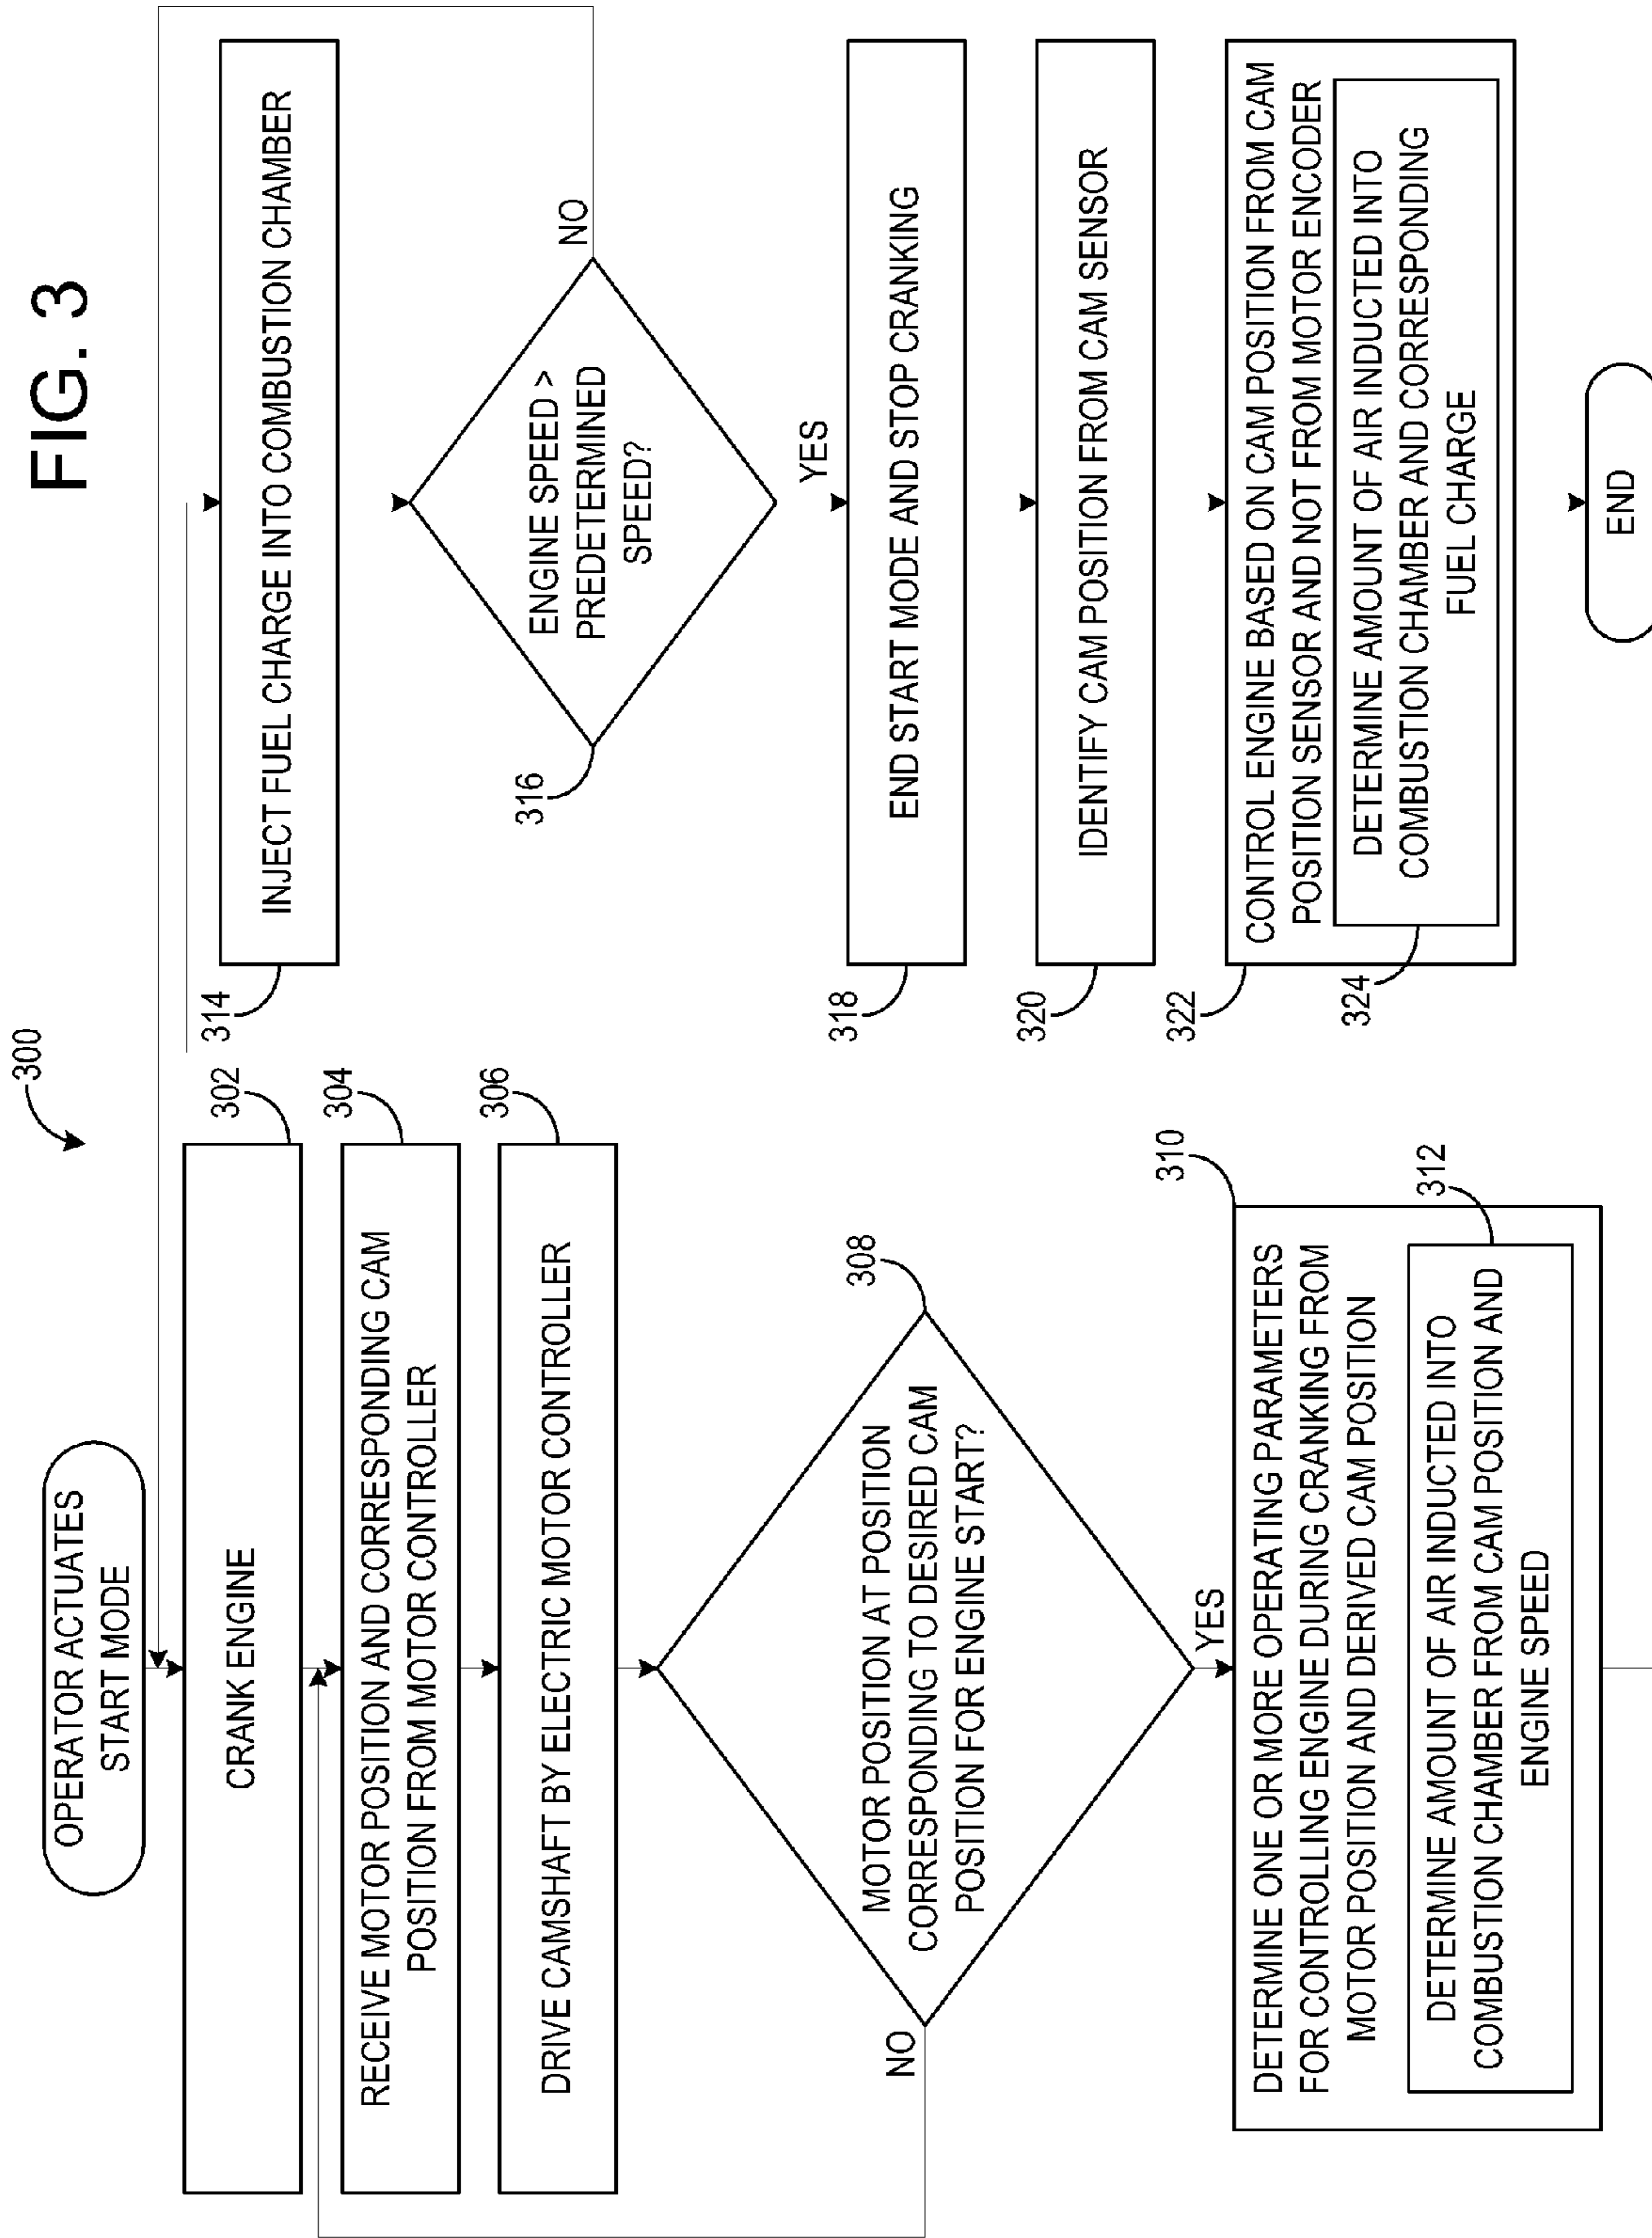 FIG. 3
300
OPERATOR ACTUATES
START MODE
CRANK ENGINE
302
RECEIVE MOTOR POSITION AND CORRESPONDING CAM
POSITION FROM MOTOR CONTROLLER
304
DRIVE CAMSHAFT BY ELECTRIC MOTOR CONTROLLER
306
MOTOR POSITION AT POSITION
CORRESPONDING TO DESIRED CAM
POSITION FOR ENGINE START?
308
NO
YES
310
DETERMINE ONE OR MORE OPERATING PARAMETERS
FOR CONTROLLING ENGINE DURING CRANKING FROM
MOTOR POSITION AND DERIVED CAM POSITION
312
DETERMINE AMOUNT OF AIR INDUCTED INTO
COMBUSTION CHAMBER FROM CAM POSITION AND
ENGINE SPEED
314
INJECT FUEL CHARGE INTO COMBUSTION CHAMBER
316
ENGINE SPEED >
PREDETERMINED
SPEED?
NO
YES
318
END START MODE AND STOP CRANKING
320
IDENTIFY CAM POSITION FROM CAM SENSOR
322
CONTROL ENGINE BASED ON CAM POSITION FROM CAM
POSITION SENSOR AND NOT FROM MOTOR ENCODER
324
DETERMINE AMOUNT OF AIR INDUCTED INTO
COMBUSTION CHAMBER AND CORRESPONDING
FUEL CHARGE
END